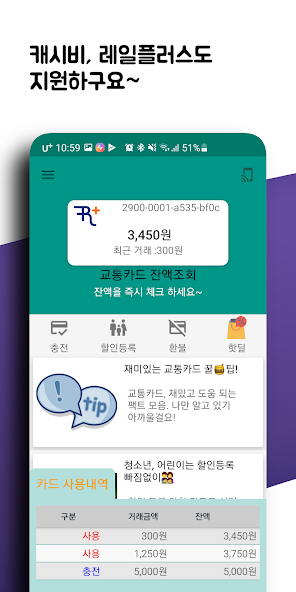 캐시비, 레일플러스도
지원하구요~
U+ 10:59 51%
R+
2900-0001-a535-bf0c
3,450원
최근 거래 :300원
교통카드 잔액조회
잔액을 즉시 체크 하세요~
충전 할인등록 환불 핫딜
재미있는 교통카드 꿀🍯팁!
교통카드, 재밌고 도움 되는
팩트 모음. 나만 알고 있기
아까울걸요!
! tip
청소년, 어린이는 할인등록
빠짐없이👨‍👩‍👧‍👦
카드 사용내역
구분 거래금액 잔액
사용 300원 3,450원
사용 1,250원 3,750원
충전 5,000원 5,000원